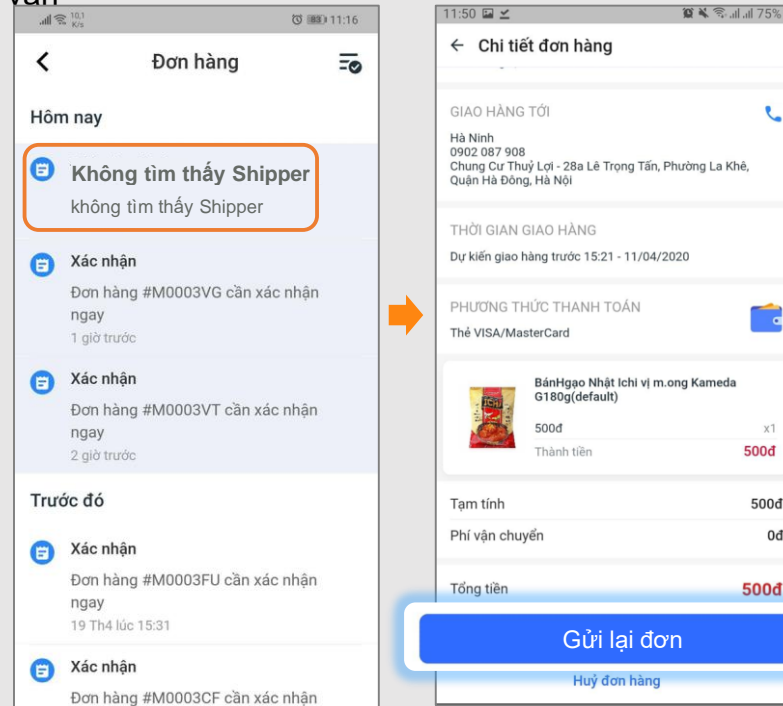 10,1
K/s
83
11:16
Đơn hàng
Hôm nay
Không tìm thấy Shipper
không tìm thấy Shipper
Xác nhận
Đơn hàng #M0003VG cần xác nhận
ngay
1 giờ trước
Xác nhận
Đơn hàng #M0003VT cần xác nhận
ngay
2 giờ trước
Trước đó
Xác nhận
Đơn hàng #M0003FU cần xác nhận
ngay
19 Th4 lúc 15:31
Xác nhận
Đơn hàng #M0003CF cần xác nhận
11:50
75%
Chi tiết đơn hàng
GIAO HÀNG TỚI
Hà Ninh
0902 087 908
Chung Cư Thuỷ Lợi - 28a Lê Trọng Tấn, Phường La Khê,
Quận Hà Đông, Hà Nội
THỜI GIAN GIAO HÀNG
Dự kiến giao hàng trước 15:21 - 11/04/2020
PHƯƠNG THỨC THANH TOÁN
Thẻ VISA/MasterCard
ICHI
BánHgạo Nhật Ichi vị m.ong Kameda
G180g(default)
500đ x1
Thành tiền 500đ
Tạm tính 500đ
Phí vận chuyển 0đ
Tổng tiền 500đ
Gửi lại đơn
Huỷ đơn hàng